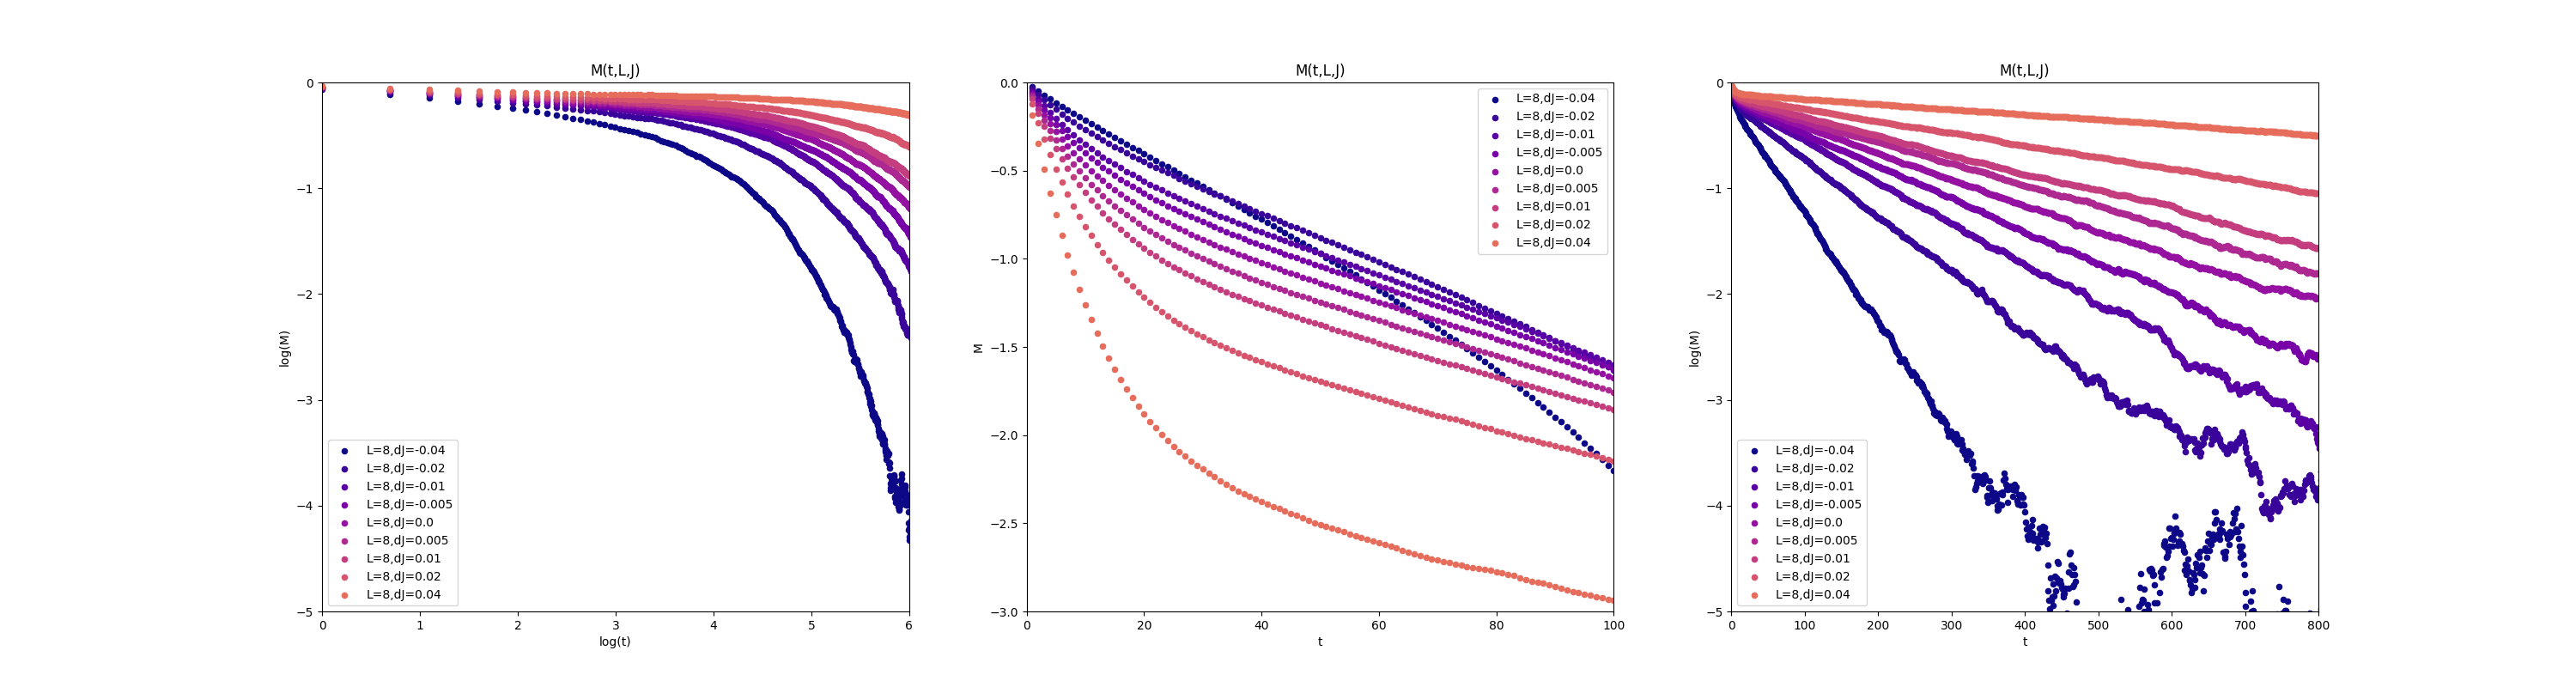 M(t,L,J)
log(M)
0
−1
−2
−3
−4
−5
L=8,dJ=-0.04
L=8,dJ=-0.02
L=8,dJ=-0.01
L=8,dJ=-0.005
L=8,dJ=0.0
L=8,dJ=0.005
L=8,dJ=0.01
L=8,dJ=0.02
L=8,dJ=0.04
0 1 2 3 4 5 6
log(t)
M(t,L,J)
M
0.0
−0.5
−1.0
−1.5
−2.0
−2.5
−3.0
L=8,dJ=-0.04
L=8,dJ=-0.02
L=8,dJ=-0.01
L=8,dJ=-0.005
L=8,dJ=0.0
L=8,dJ=0.005
L=8,dJ=0.01
L=8,dJ=0.02
L=8,dJ=0.04
0 20 40 60 80 100
t
M(t,L,J)
log(M)
0
−1
−2
−3
−4
−5
L=8,dJ=-0.04
L=8,dJ=-0.02
L=8,dJ=-0.01
L=8,dJ=-0.005
L=8,dJ=0.0
L=8,dJ=0.005
L=8,dJ=0.01
L=8,dJ=0.02
L=8,dJ=0.04
0 100 200 300 400 500 600 700 800
t